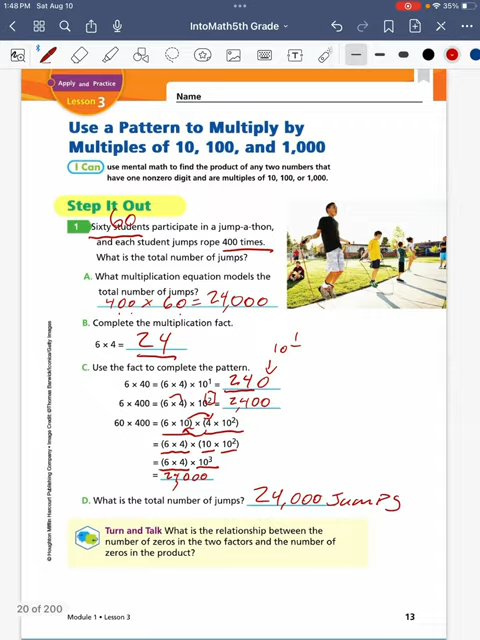 1:48 PM Sat Aug 10
35%
IntoMath5th Grade
Apply and Practice
Lesson 3
Name
Use a Pattern to Multiply by
Multiples of 10, 100, and 1,000
I Can use mental math to find the product of any two numbers that
have one nonzero digit and are multiples of 10, 100, or 1,000.
Step It Out
60
1 Sixty students participate in a jump-a-thon,
and each student jumps rope 400 times.
What is the total number of jumps?
A. What multiplication equation models the
total number of jumps?
400 × 60 = 24,000
B. Complete the multiplication fact.
6 × 4 = 24
10¹
C. Use the fact to complete the pattern.
6 × 40 = (6 × 4) × 10¹ = 240
6 × 400 = (6 × 4) × 10² = 2,400
60 × 400 = (6 × 10) × (4 × 10²)
= (6 × 4) × (10 × 10²)
= (6 × 4) × 10³
= 24,000
D. What is the total number of jumps? 24,000 Jumps
Turn and Talk What is the relationship between the
number of zeros in the two factors and the number of
zeros in the product?
© Houghton Mifflin Harcourt Publishing Company
20 of 200
Module 1 • Lesson 3
13